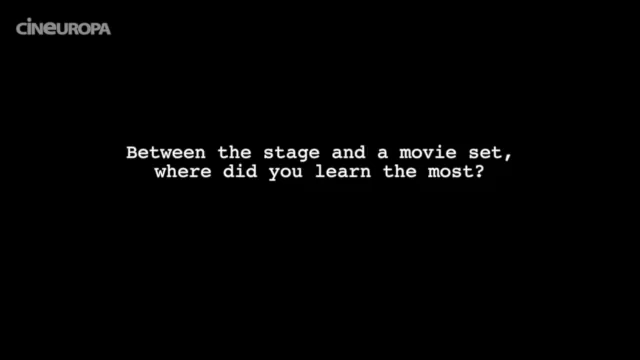 cineuropa
Between the stage and a movie set,
where did you learn the most?